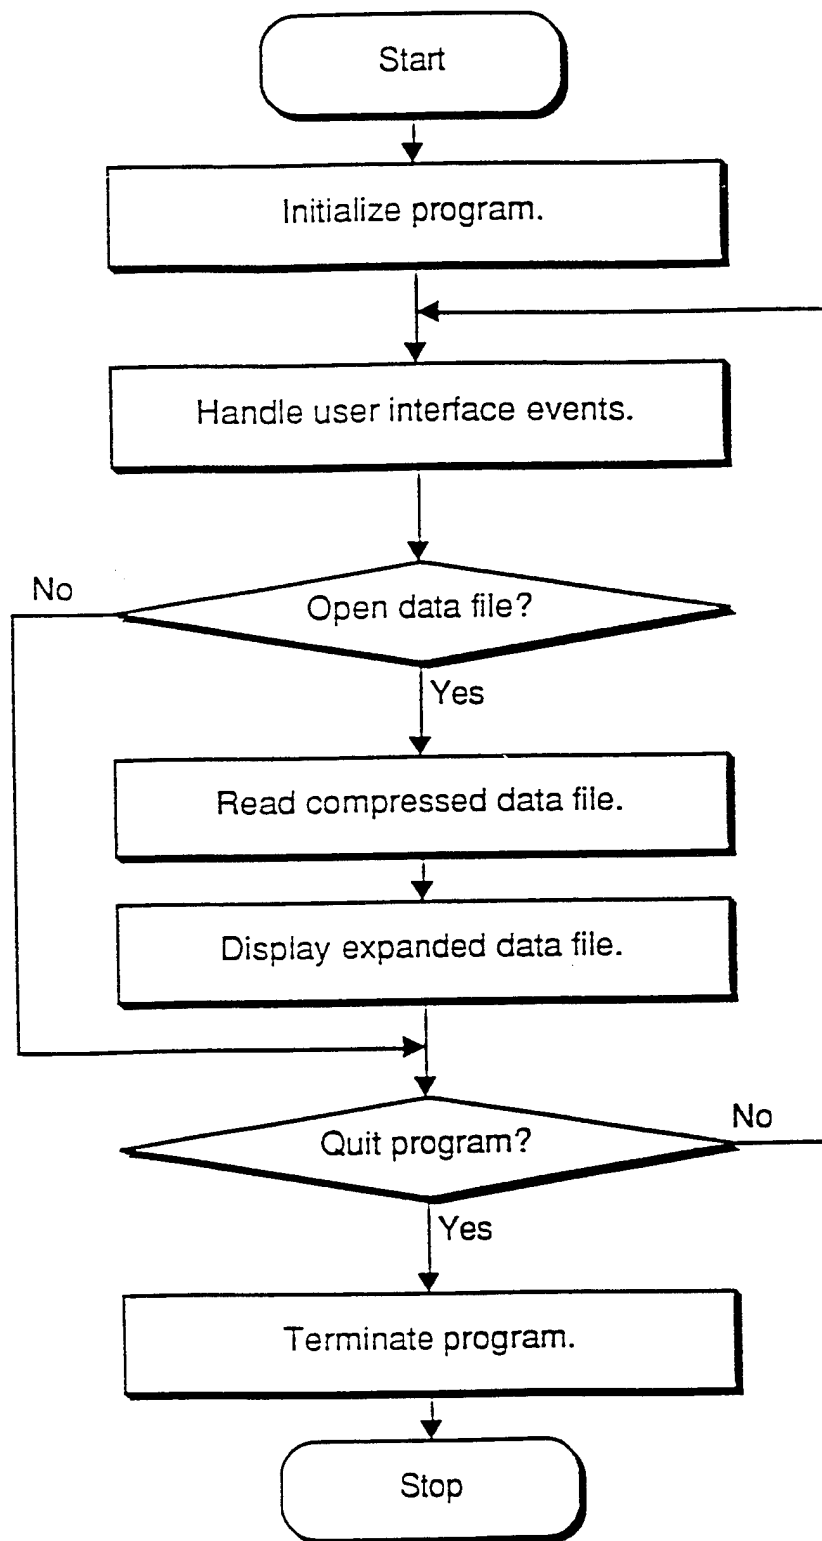 Start
Initialize program.
Handle user interface events.
No
Open data file?
Yes
Read compressed data file.
Display expanded data file.
No
Quit program?
Yes
Terminate program.
Stop